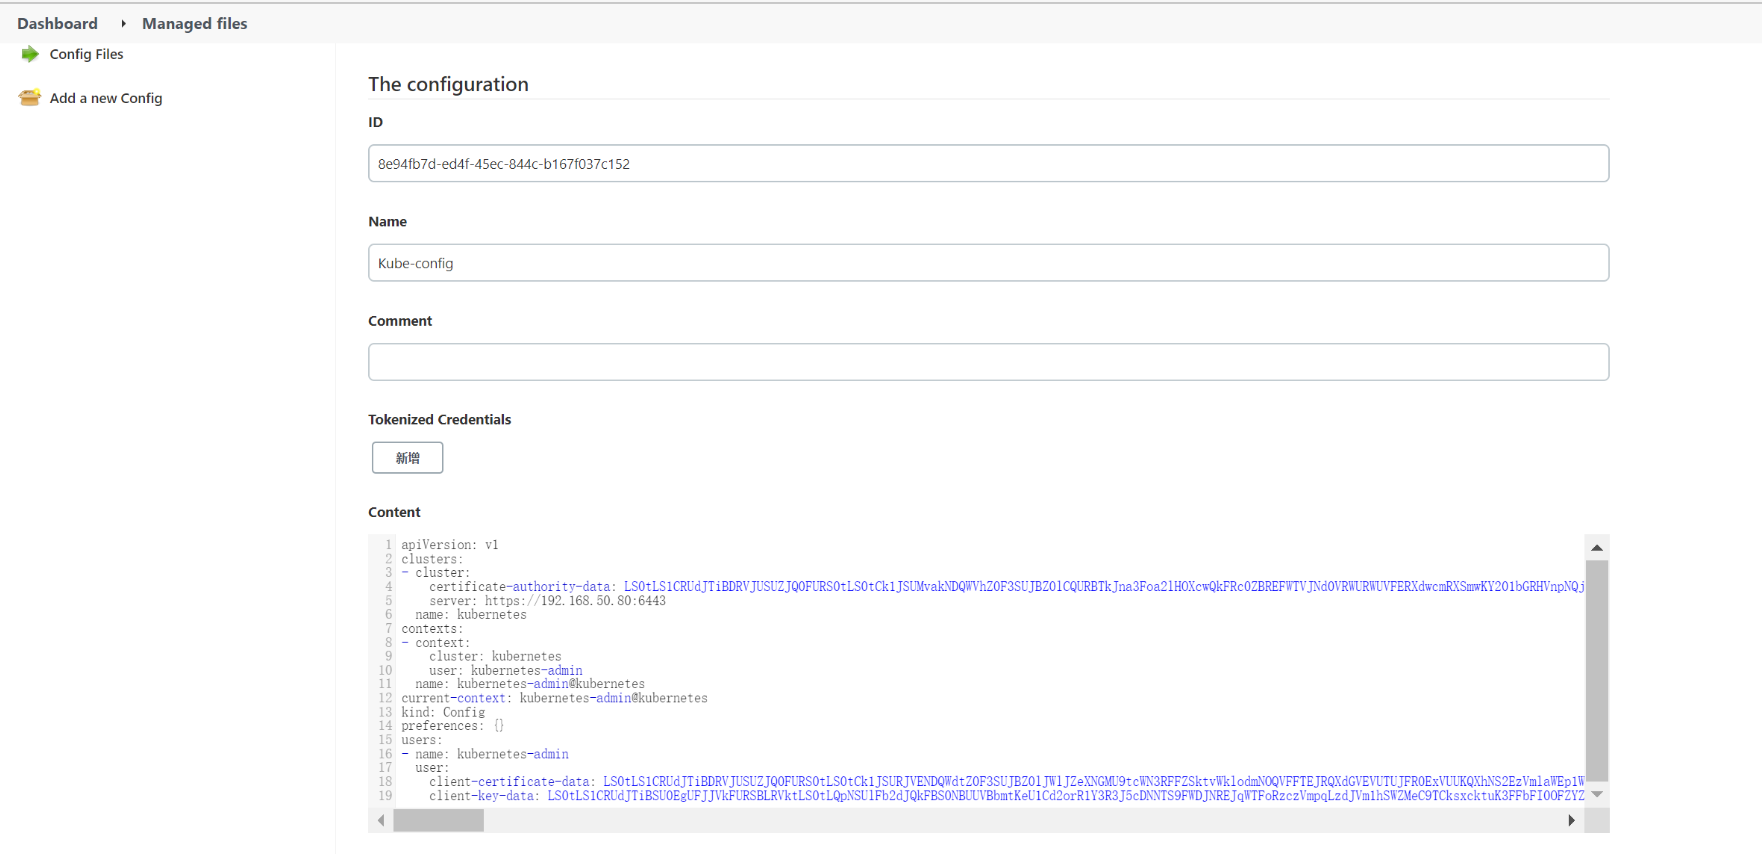 Dashboard
Managed files
Config Files
Add a new Config
The configuration
ID
8e94fb7d-ed4f-45ec-844c-b167f037c152
Name
Kube-config
Comment
Tokenized Credentials
新增
Content
1 apiVersion: v1
2 clusters:
3 - cluster:
4 certificate-authority-data:
5 server: https://192.168.50.80:6443
6 name: kubernetes
7 contexts:
8 - context:
9 cluster: kubernetes
10 user: kubernetes-admin
11 name: kubernetes-admin@kubernetes
12 current-context: kubernetes-admin@kubernetes
13 kind: Config
14 preferences: {}
15 users:
16 - name: kubernetes-admin
17 user:
18 client-certificate-data:
19 client-key-data: